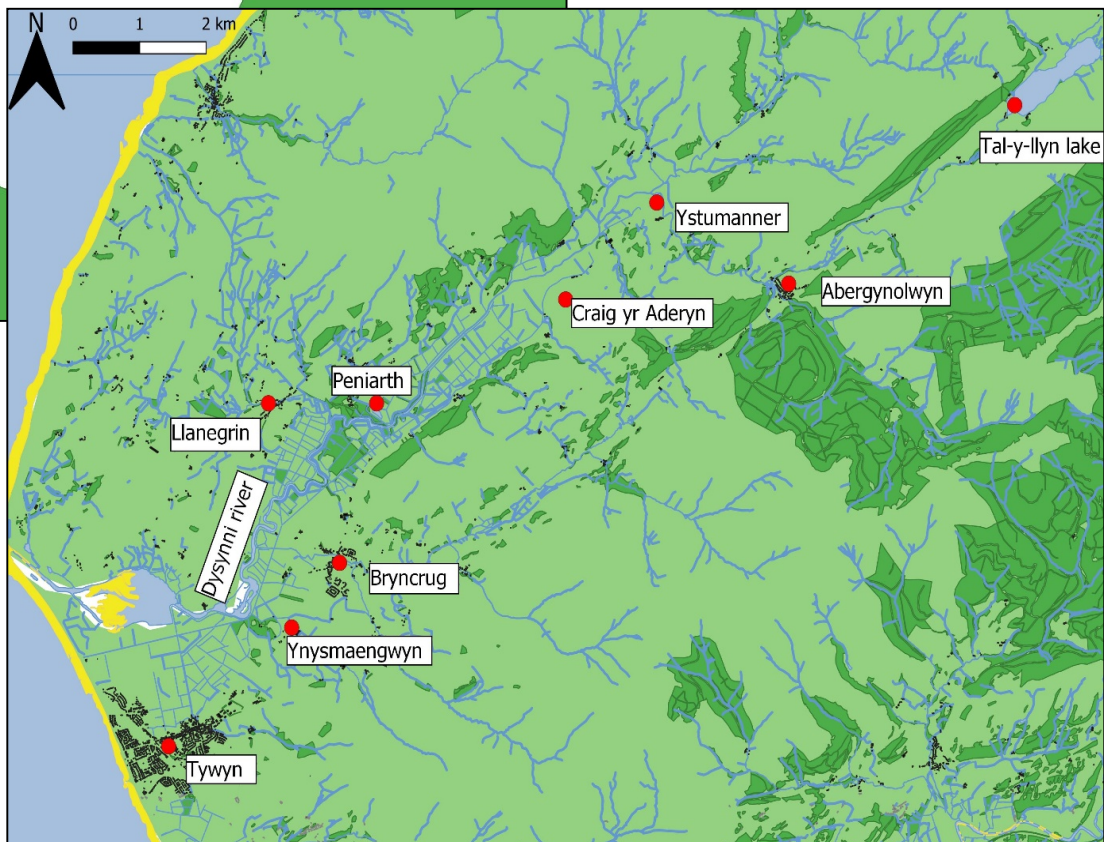 N
0 1 2 km
Tal-y-llyn lake
Ystumanner
Abergynolwyn
Craig yr Aderyn
Peniarth
Llanegrin
Dysynni river
Bryncrug
Ynysmaengwyn
Tywyn